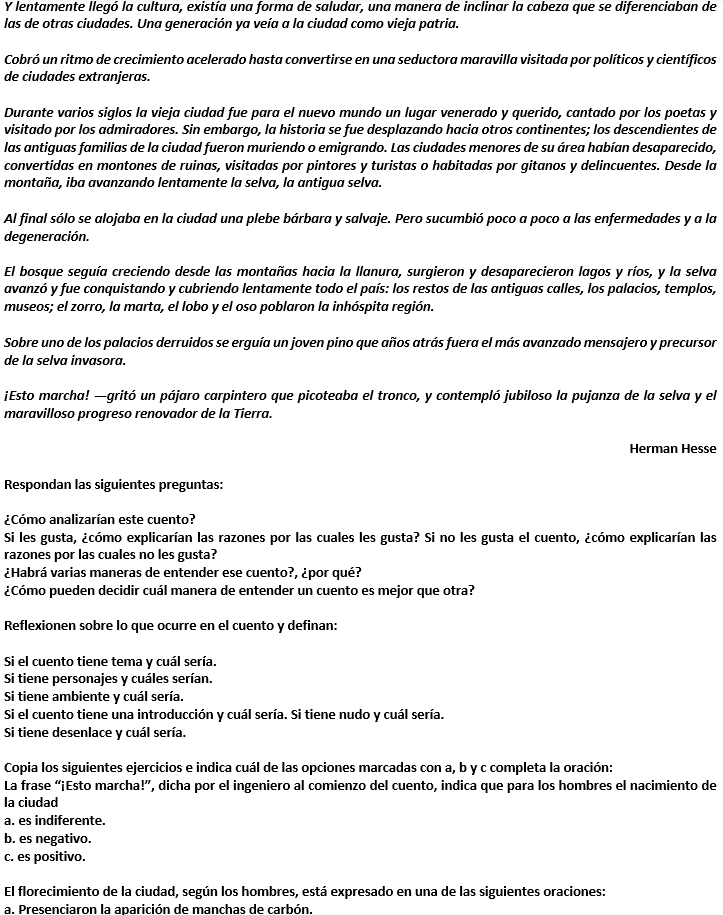 Y lentamente llegó la cultura, existía una forma de saludar, una manera de inclinar la cabeza que se diferenciaban de
las de otras ciudades. Una generación ya veía a la ciudad como vieja patria.
Cobró un ritmo de crecimiento acelerado hasta convertirse en una seductora maravilla visitada por políticos y científicos
de ciudades extranjeras.
Durante varios siglos la vieja ciudad fue para el nuevo mundo un lugar venerado y querido, cantado por los poetas y
visitado por los admiradores. Sin embargo, la historia se fue desplazando hacia otros continentes; los descendientes de
las antiguas familias de la ciudad fueron muriendo o emigrando. Las ciudades menores de su área habían desaparecido,
convertidas en montones de ruinas, visitadas por pintores y turistas o habitadas por gitanos y delincuentes. Desde la
montaña, iba avanzando lentamente la selva, la antigua selva.
Al final sólo se alojaba en la ciudad una plebe bárbara y salvaje. Pero sucumbió poco a poco a las enfermedades y a la
degeneración.
El bosque seguía creciendo desde las montañas hacia la llanura, surgieron y desaparecieron lagos y ríos, y la selva
avanzó y fue conquistando y cubriendo lentamente todo el país: los restos de las antiguas calles, los palacios, templos,
museos; el zorro, la marta, el lobo y el oso poblaron la inhóspita región.
Sobre uno de los palacios derruidos se erguía un joven pino que años atrás fuera el más avanzado mensajero y precursor
de la selva invasora.
¡Esto marcha! —gritó un pájaro carpintero que picoteaba el tronco, y contempló jubiloso la pujanza de la selva y el
maravilloso progreso renovador de la Tierra.
Herman Hesse
Respondan las siguientes preguntas:
¿Cómo analizarían este cuento?
Si les gusta, ¿cómo explicarían las razones por las cuales les gusta? Si no les gusta el cuento, ¿cómo explicarían las
razones por las cuales no les gusta?
¿Habrá varias maneras de entender ese cuento?, ¿por qué?
¿Cómo pueden decidir cuál manera de entender un cuento es mejor que otra?
Reflexionen sobre lo que ocurre en el cuento y definan:
Si el cuento tiene tema y cuál sería.
Si tiene personajes y cuáles serían.
Si tiene ambiente y cuál sería.
Si el cuento tiene una introducción y cuál sería. Si tiene nudo y cuál sería.
Si tiene desenlace y cuál sería.
Copia los siguientes ejercicios e indica cuál de las opciones marcadas con a, b y c completa la oración:
La frase “¡Esto marcha!”, dicha por el ingeniero al comienzo del cuento, indica que para los hombres el nacimiento de
la ciudad
a. es indiferente.
b. es negativo.
c. es positivo.
El florecimiento de la ciudad, según los hombres, está expresado en una de las siguientes oraciones:
a. Presenciaron la aparición de manchas de carbón.